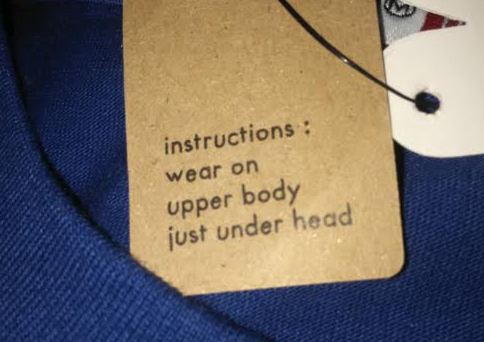 instructions :
wear on
upper body
just under head